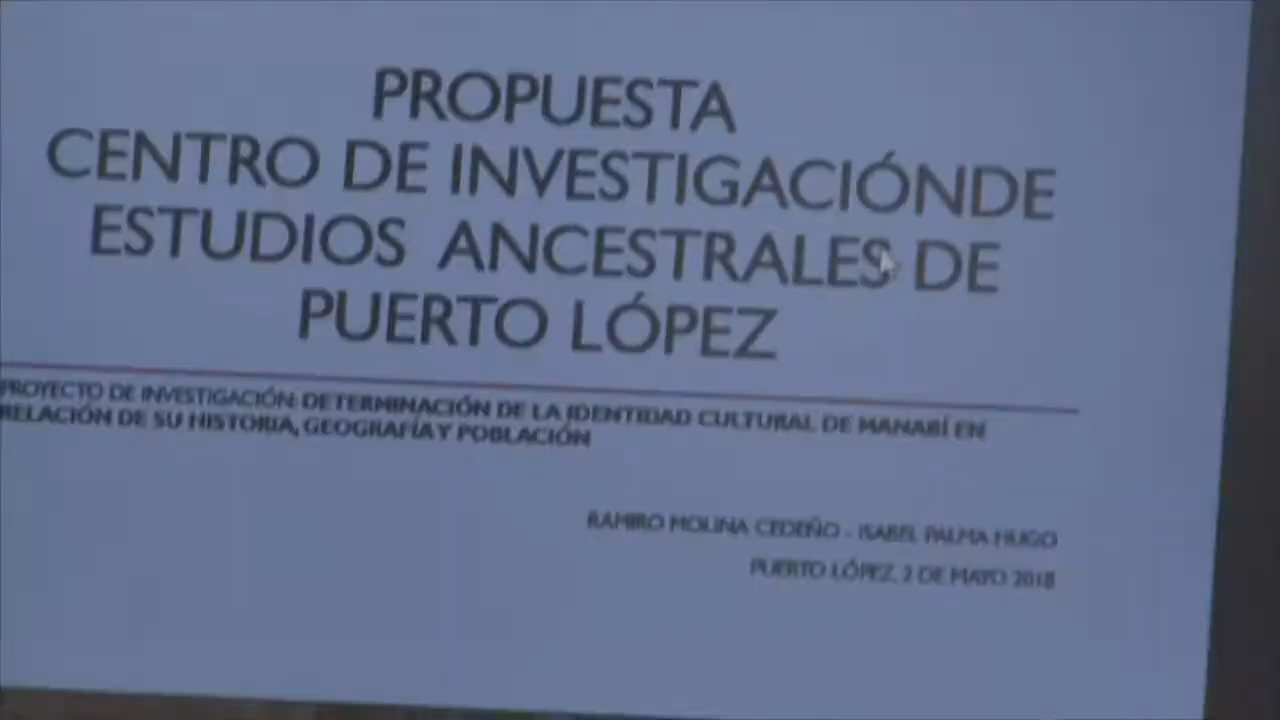 PROPUESTA
CENTRO DE INVESTIGACIÓNDE
ESTUDIOS ANCESTRALES DE
PUERTO LÓPEZ
PROYECTO DE INVESTIGACIÓN: DETERMINACIÓN DE LA IDENTIDAD CULTURAL DE MANABÍ EN
RELACIÓN DE SU HISTORIA, GEOGRAFÍA Y POBLACIÓN
RAMIRO MOLINA CEDEÑO - ISABEL PALMA HUGO
PUERTO LÓPEZ, 2 DE MAYO 2018